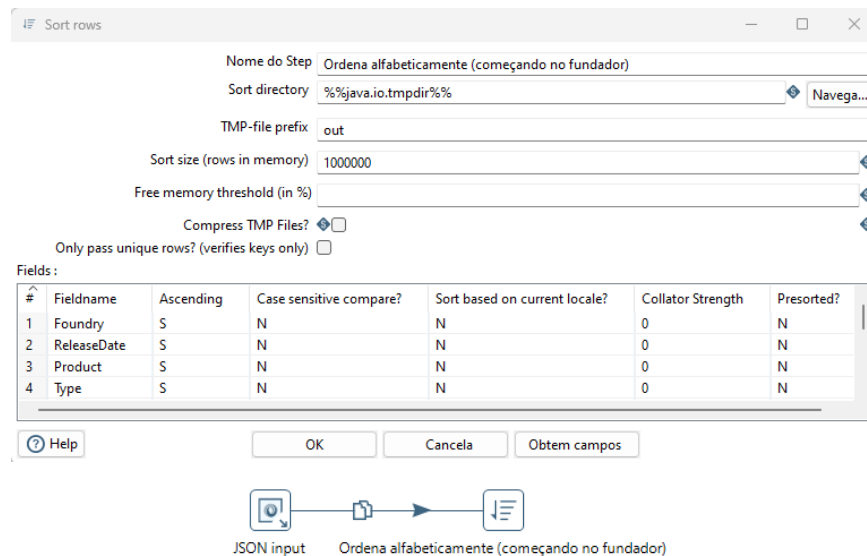 Sort rows
Nome do Step Ordena alfabeticamente (começando no fundador)
Sort directory %%java.io.tmpdir%% Navega...
TMP-file prefix out
Sort size (rows in memory) 1000000
Free memory threshold (in %)
Compress TMP Files?
Only pass unique rows? (verifies keys only)
Fields :
# Fieldname Ascending Case sensitive compare? Sort based on current locale? Collator Strength Presorted?
1 Foundry S N N 0 N
2 ReleaseDate S N N 0 N
3 Product S N N 0 N
4 Type S N N 0 N
? Help OK Cancela Obtem campos
JSON input Ordena alfabeticamente (começando no fundador)